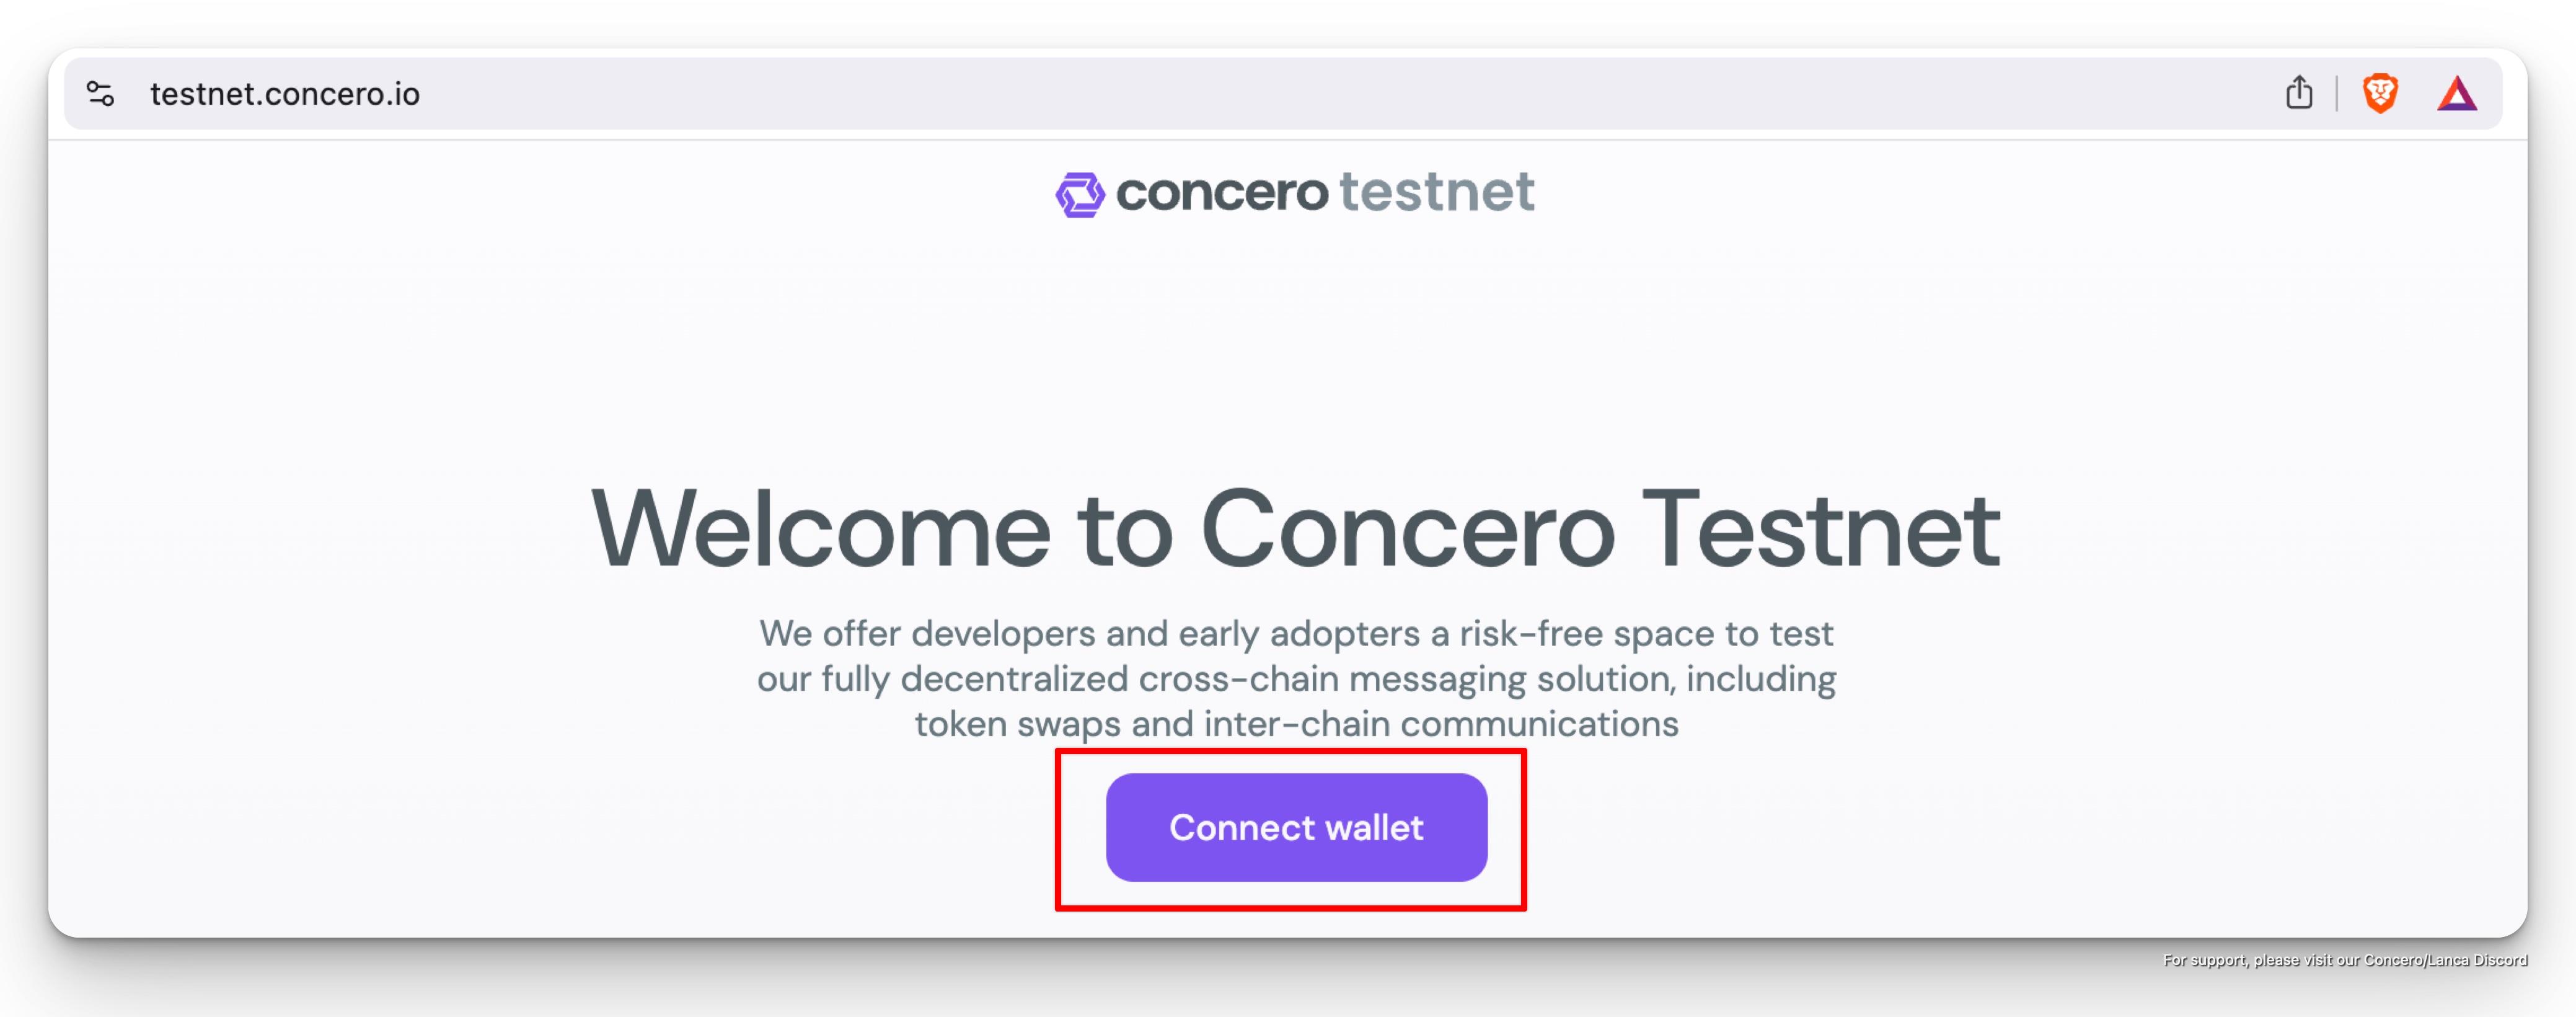 testnet.concero.io
concero testnet
Welcome to Concero Testnet
We offer developers and early adopters a risk-free space to test
our fully decentralized cross-chain messaging solution, including
token swaps and inter-chain communications
Connect wallet
For support, please visit our Concero/Lanca Discord